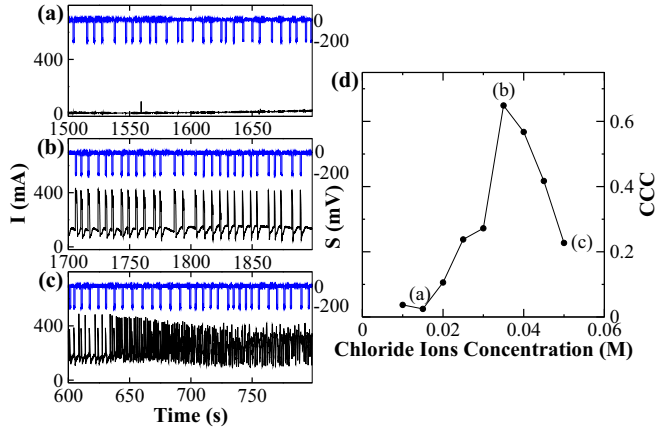 (a)
0
-200
400
0
1500 1550 1600 1650
(b)
0
-200
400
0
1700 1750 1800 1850
(c)
0
-200
400
0
600 650 700 750
Time (s)
I (mA)
S (mV)
(d)
(b)
(a)
(c)
0.6
0.4
0.2
0
0 0.02 0.04 0.06
Chloride Ions Concentration (M)
CCC